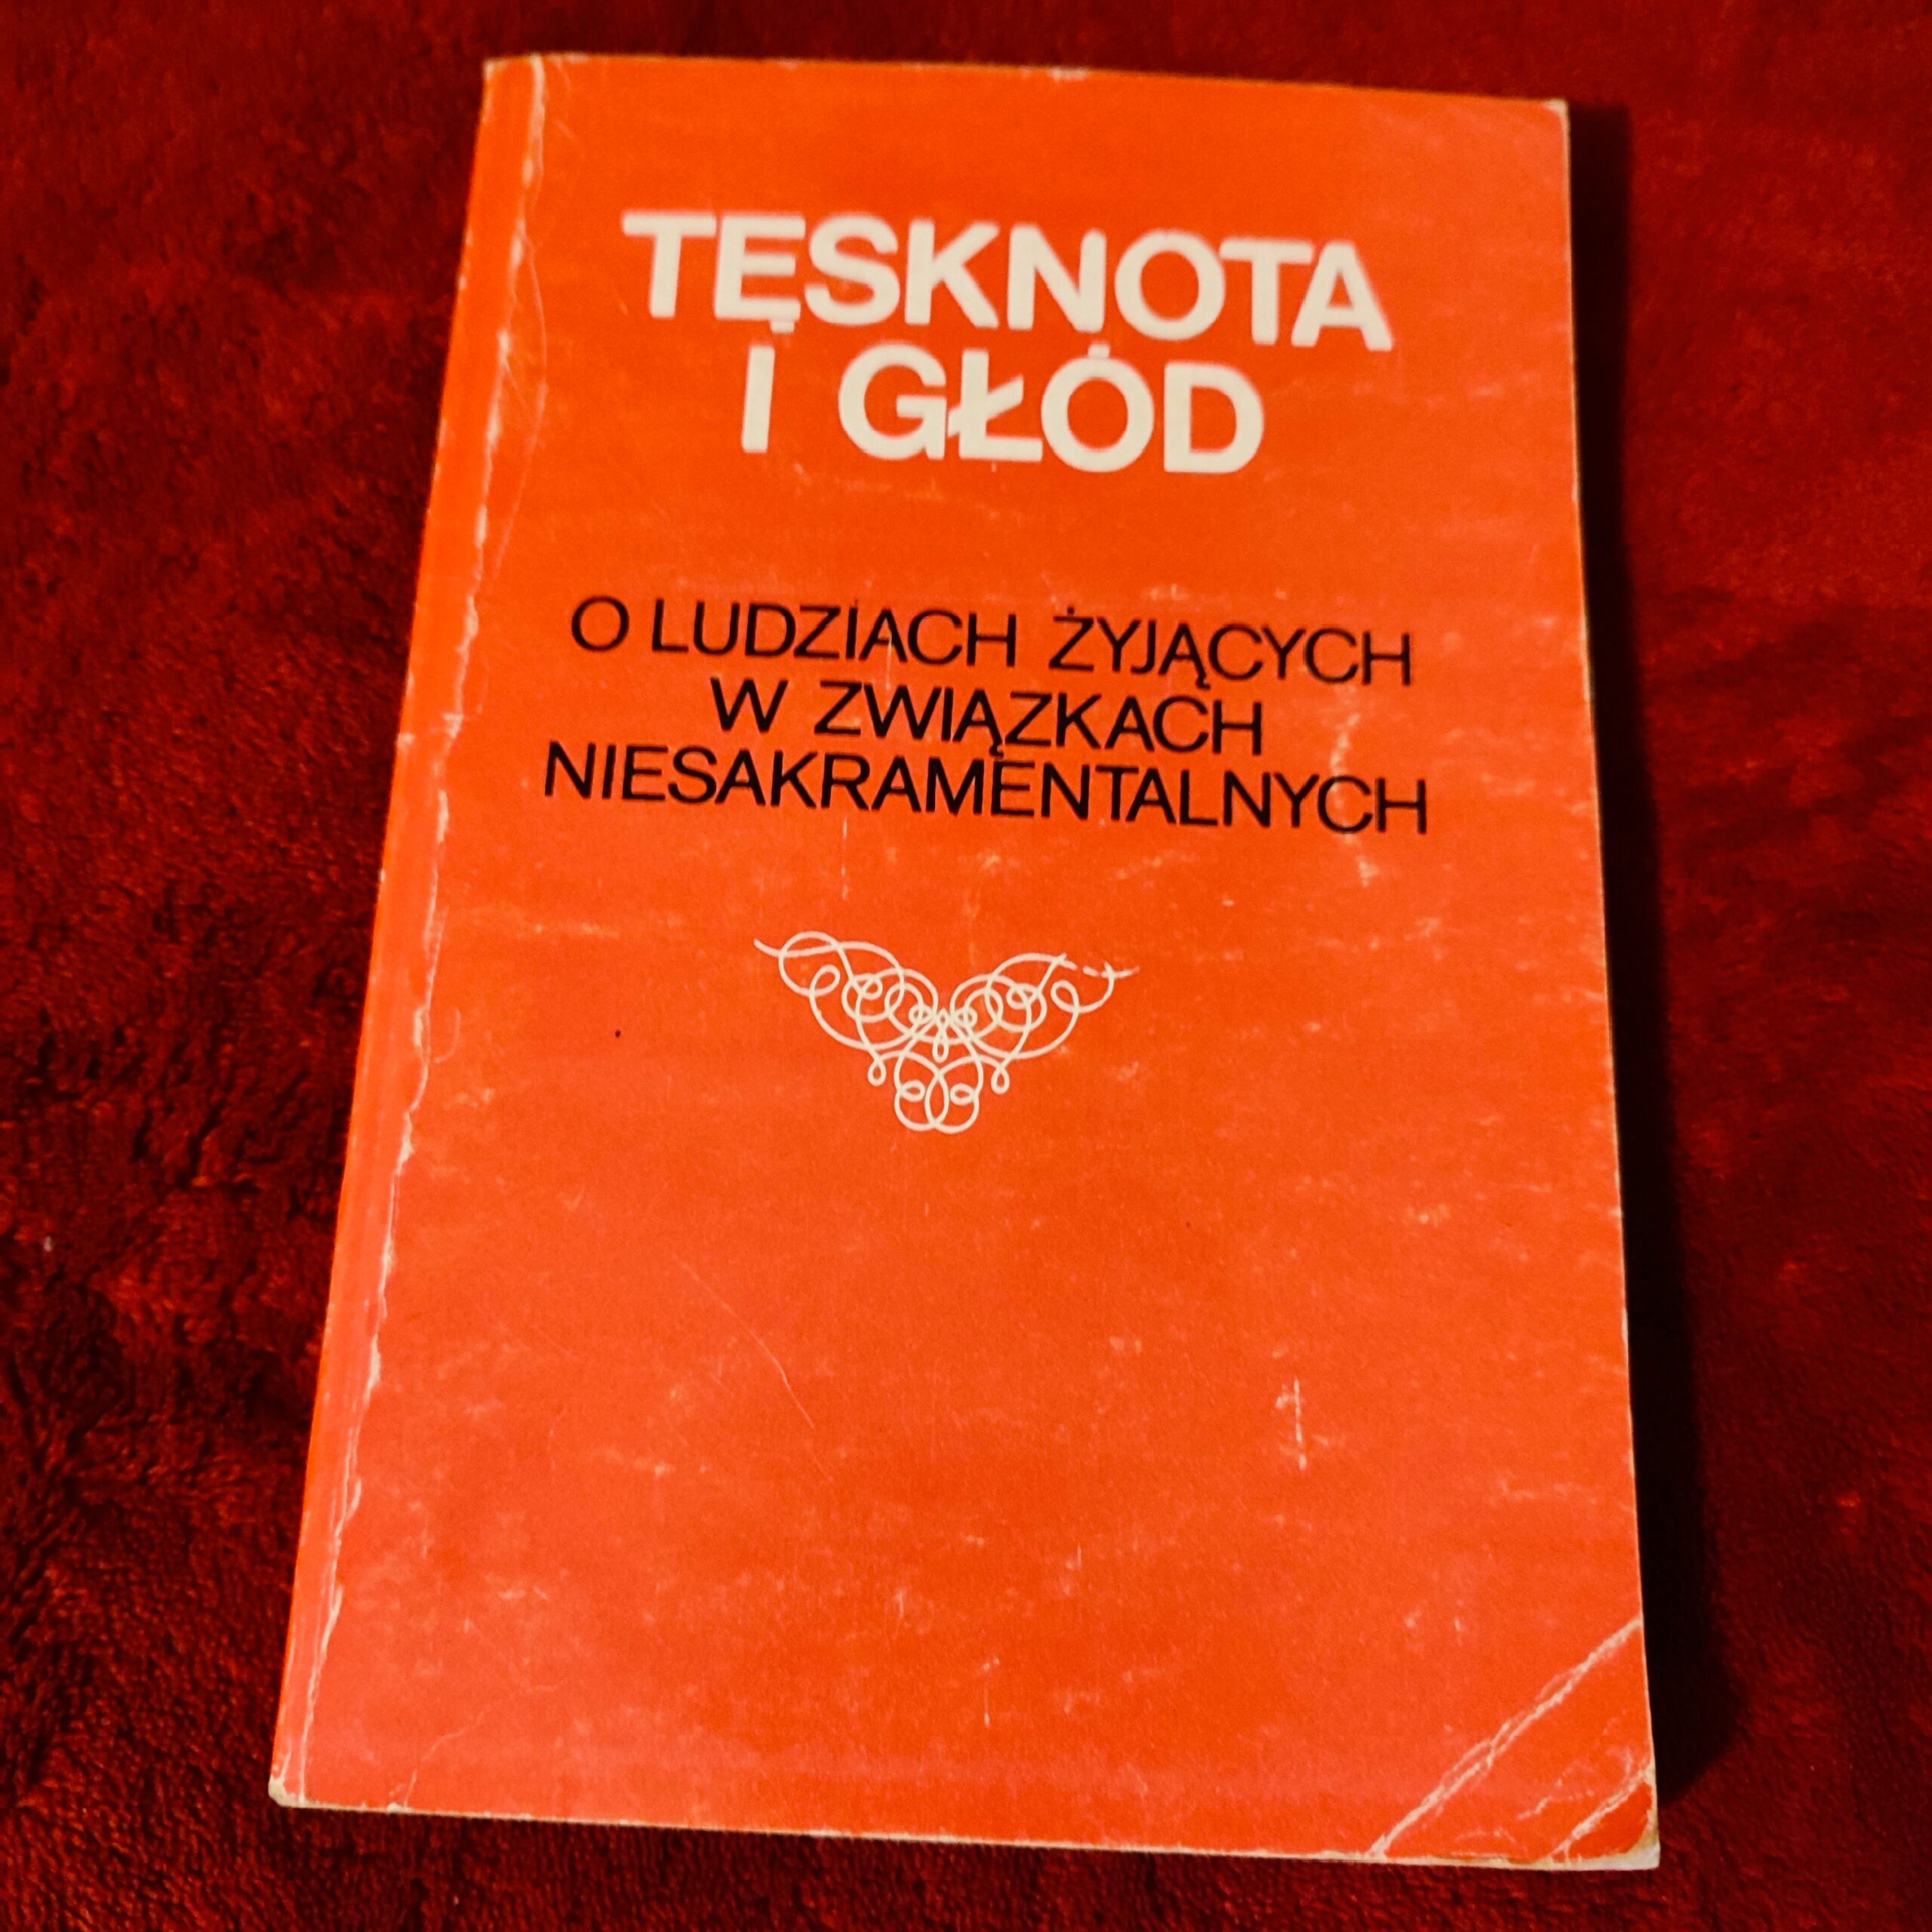 TĘSKNOTA
I GŁÓD
O LUDZIACH ŻYJĄCYCH
W ZWIĄZKACH
NIESAKRAMENTALNYCH